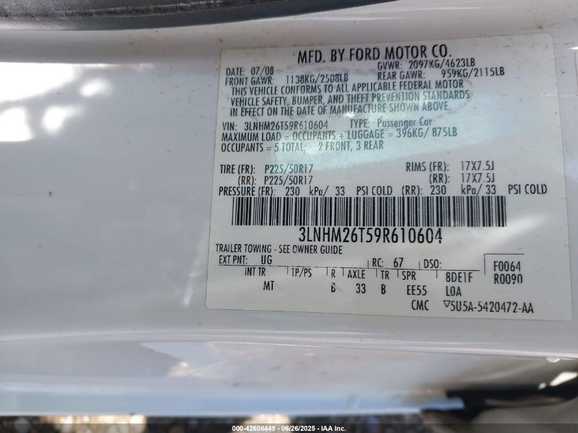 MFD. BY FORD MOTOR CO.
DATE: 07/08 GVWR: 2097KG/4623LB
FRONT GAWR: 1138KG/2508LB REAR GAWR: 959KG/2115LB
THIS VEHICLE CONFORMS TO ALL APPLICABLE FEDERAL MOTOR
VEHICLE SAFETY, BUMPER, AND THEFT PREVENTION STANDARDS
IN EFFECT ON THE DATE OF MANUFACTURE SHOWN ABOVE.
VIN: 3LNHM26T59R610604 TYPE: Passenger Car
MAXIMUM LOAD = OCCUPANTS + LUGGAGE = 396KG/ 875LB
OCCUPANTS = 5 TOTAL, 2 FRONT, 3 REAR
TIRE (FR): P225/50R17 RIMS (FR): 17X7.5J
(RR): P225/50R17 (RR): 17X7.5J
PRESSURE (FR): 230 kPa/ 33 PSI COLD (RR): 230 kPa/ 33 PSI COLD
3LNHM26T59R610604
TRAILER TOWING - SEE OWNER GUIDE
EXT PNT: UG RC: 67 DSO: F0064
INT TR TP/PS R AXLE TR SPR BDE1F R0090
MT B 33 B EE55 LOA
CMC 5U5A-5420472-AA
000-42606645 - 06/26/2025 - IAA Inc.